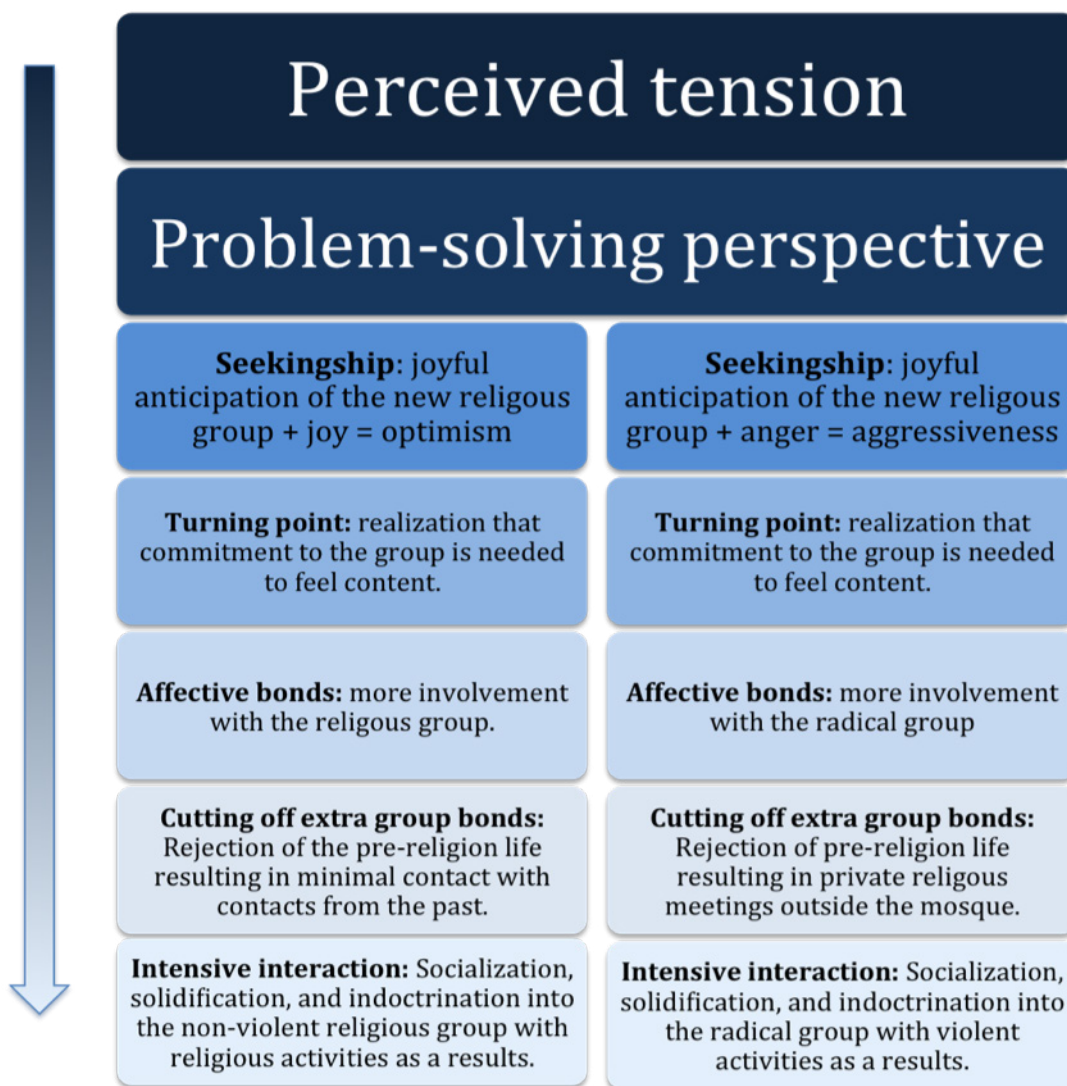 Perceived tension
Problem-solving perspective
Seekingship: joyful
anticipation of the new religous
group + joy = optimism
Seekingship: joyful
anticipation of the new religous
group + anger = aggressiveness
Turning point: realization that
commitment to the group is needed
to feel content.
Turning point: realization that
commitment to the group is needed
to feel content.
Affective bonds: more involvement
with the religous group.
Affective bonds: more involvement
with the radical group
Cutting off extra group bonds:
Rejection of the pre-religion life
resulting in minimal contact with
contacts from the past.
Cutting off extra group bonds:
Rejection of pre-religion life
resulting in private religous
meetings outside the mosque.
Intensive interaction: Socialization,
solidification, and indoctrination into
the non-violent religious group with
religious activities as a results.
Intensive interaction: Socialization,
solidification, and indoctrination into
the radical group with violent
activities as a results.